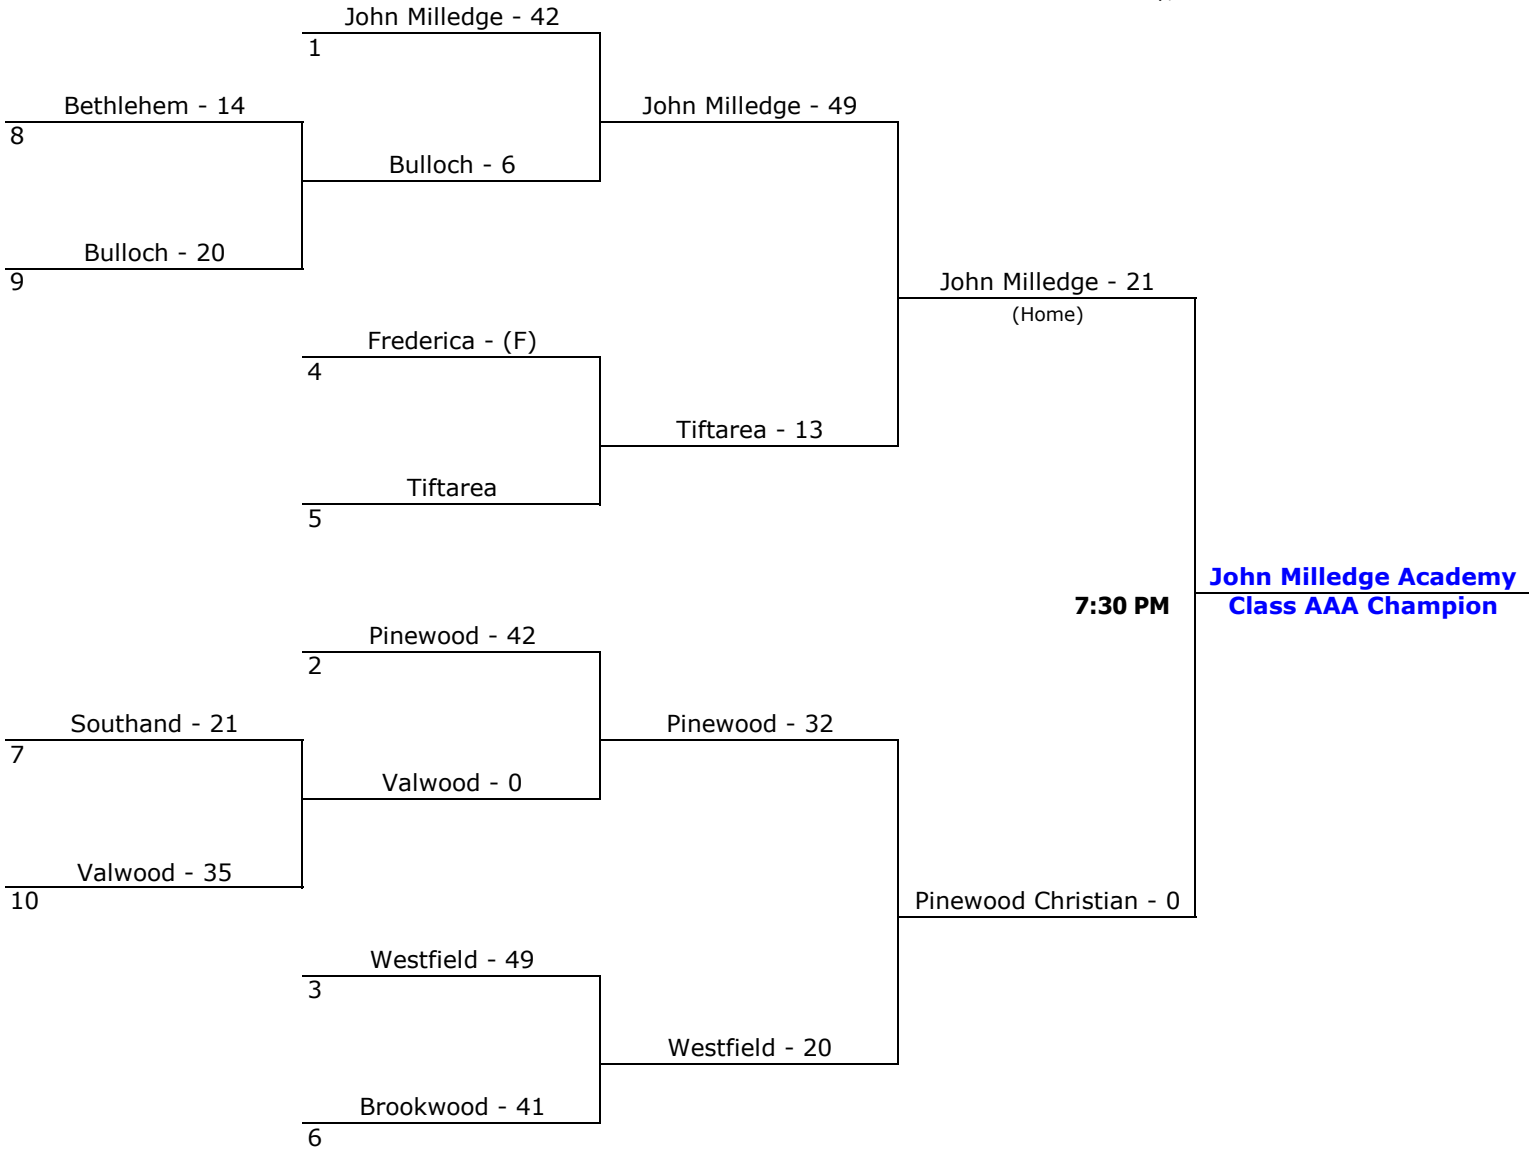 John Milledge - 42
1
Bethlehem - 14
8
John Milledge - 49
Bulloch - 6
Bulloch - 20
9
John Milledge - 21
(Home)
Frederica - (F)
4
Tiftarea - 13
Tiftarea
5
John Milledge Academy
7:30 PM
Class AAA Champion
Pinewood - 42
2
Southand - 21
7
Pinewood - 32
Valwood - 0
Valwood - 35
10
Pinewood Christian - 0
Westfield - 49
3
Westfield - 20
Brookwood - 41
6